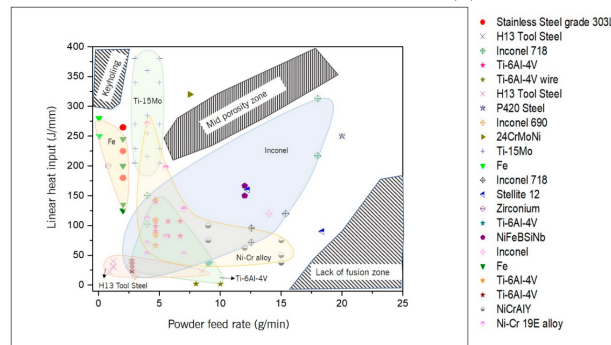 400
350
300
250
200
150
100
50
0
Linear heat input (J/mm)
0
5
10
15
20
25
Powder feed rate (g/min)
Keyholing
Ti-15Mo
Mid porosity zone
Fe
Inconel
Ni-Cr alloy
Ti-6Al-4V
H13 Tool Steel
Lack of fusion zone
Stainless Steel grade 303L
H13 Tool Steel
Inconel 718
Ti-6Al-4V
Ti-6Al-4V wire
H13 Tool Steel
P420 Steel
Inconel 690
24CrMoNi
Ti-15Mo
Fe
Inconel 718
Stellite 12
Zirconium
Ti-6Al-4V
NiFeBSiNb
Inconel
Fe
Ti-6Al-4V
Ti-6Al-4V
NiCrAlY
Ni-Cr 19E alloy